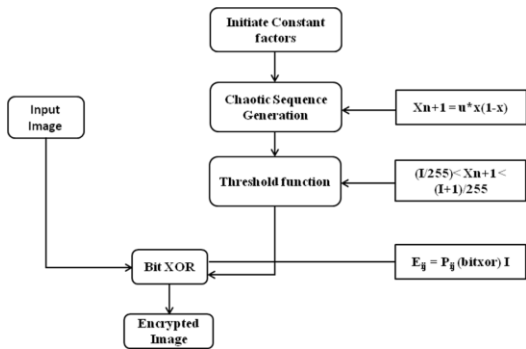 Initiate Constant
factors
Input
Image
Chaotic Sequence
Generation
Xn+1 = u*x(1-x)
Threshold function
(I/255)< Xn+1 <
(I+1)/255
Bit XOR
Eij = Pij (bitxor) I
Encrypted
Image